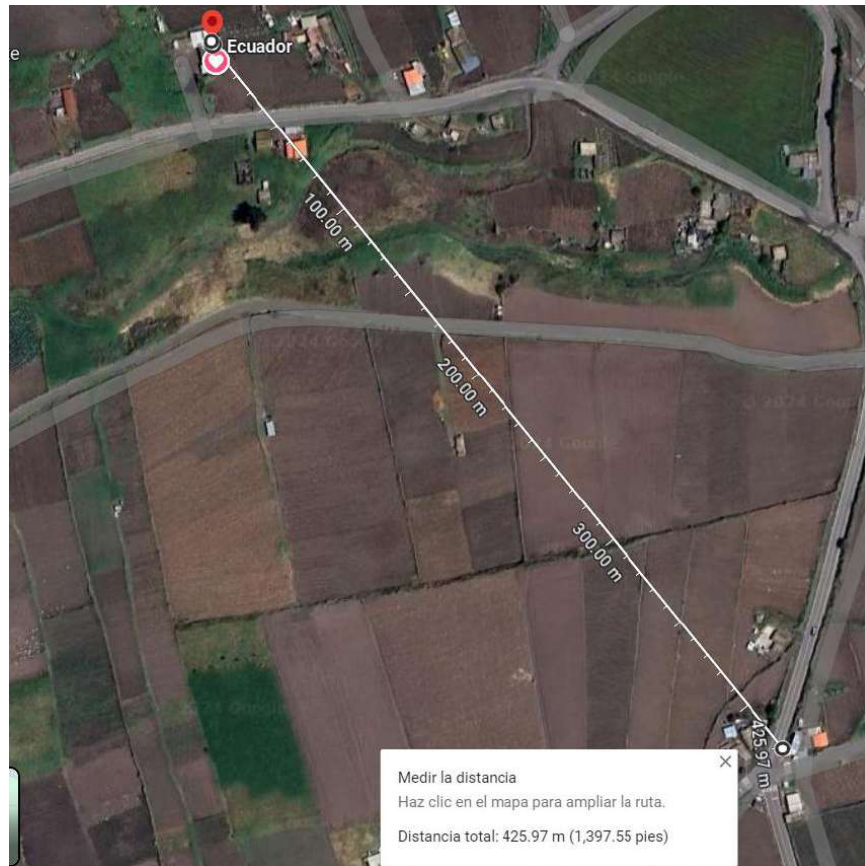 e
Ecuador
100.00 m
200.00 m
300.00 m
425.97 m
Medir la distancia
Haz clic en el mapa para ampliar la ruta.
Distancia total: 425.97 m (1,397.55 pies)